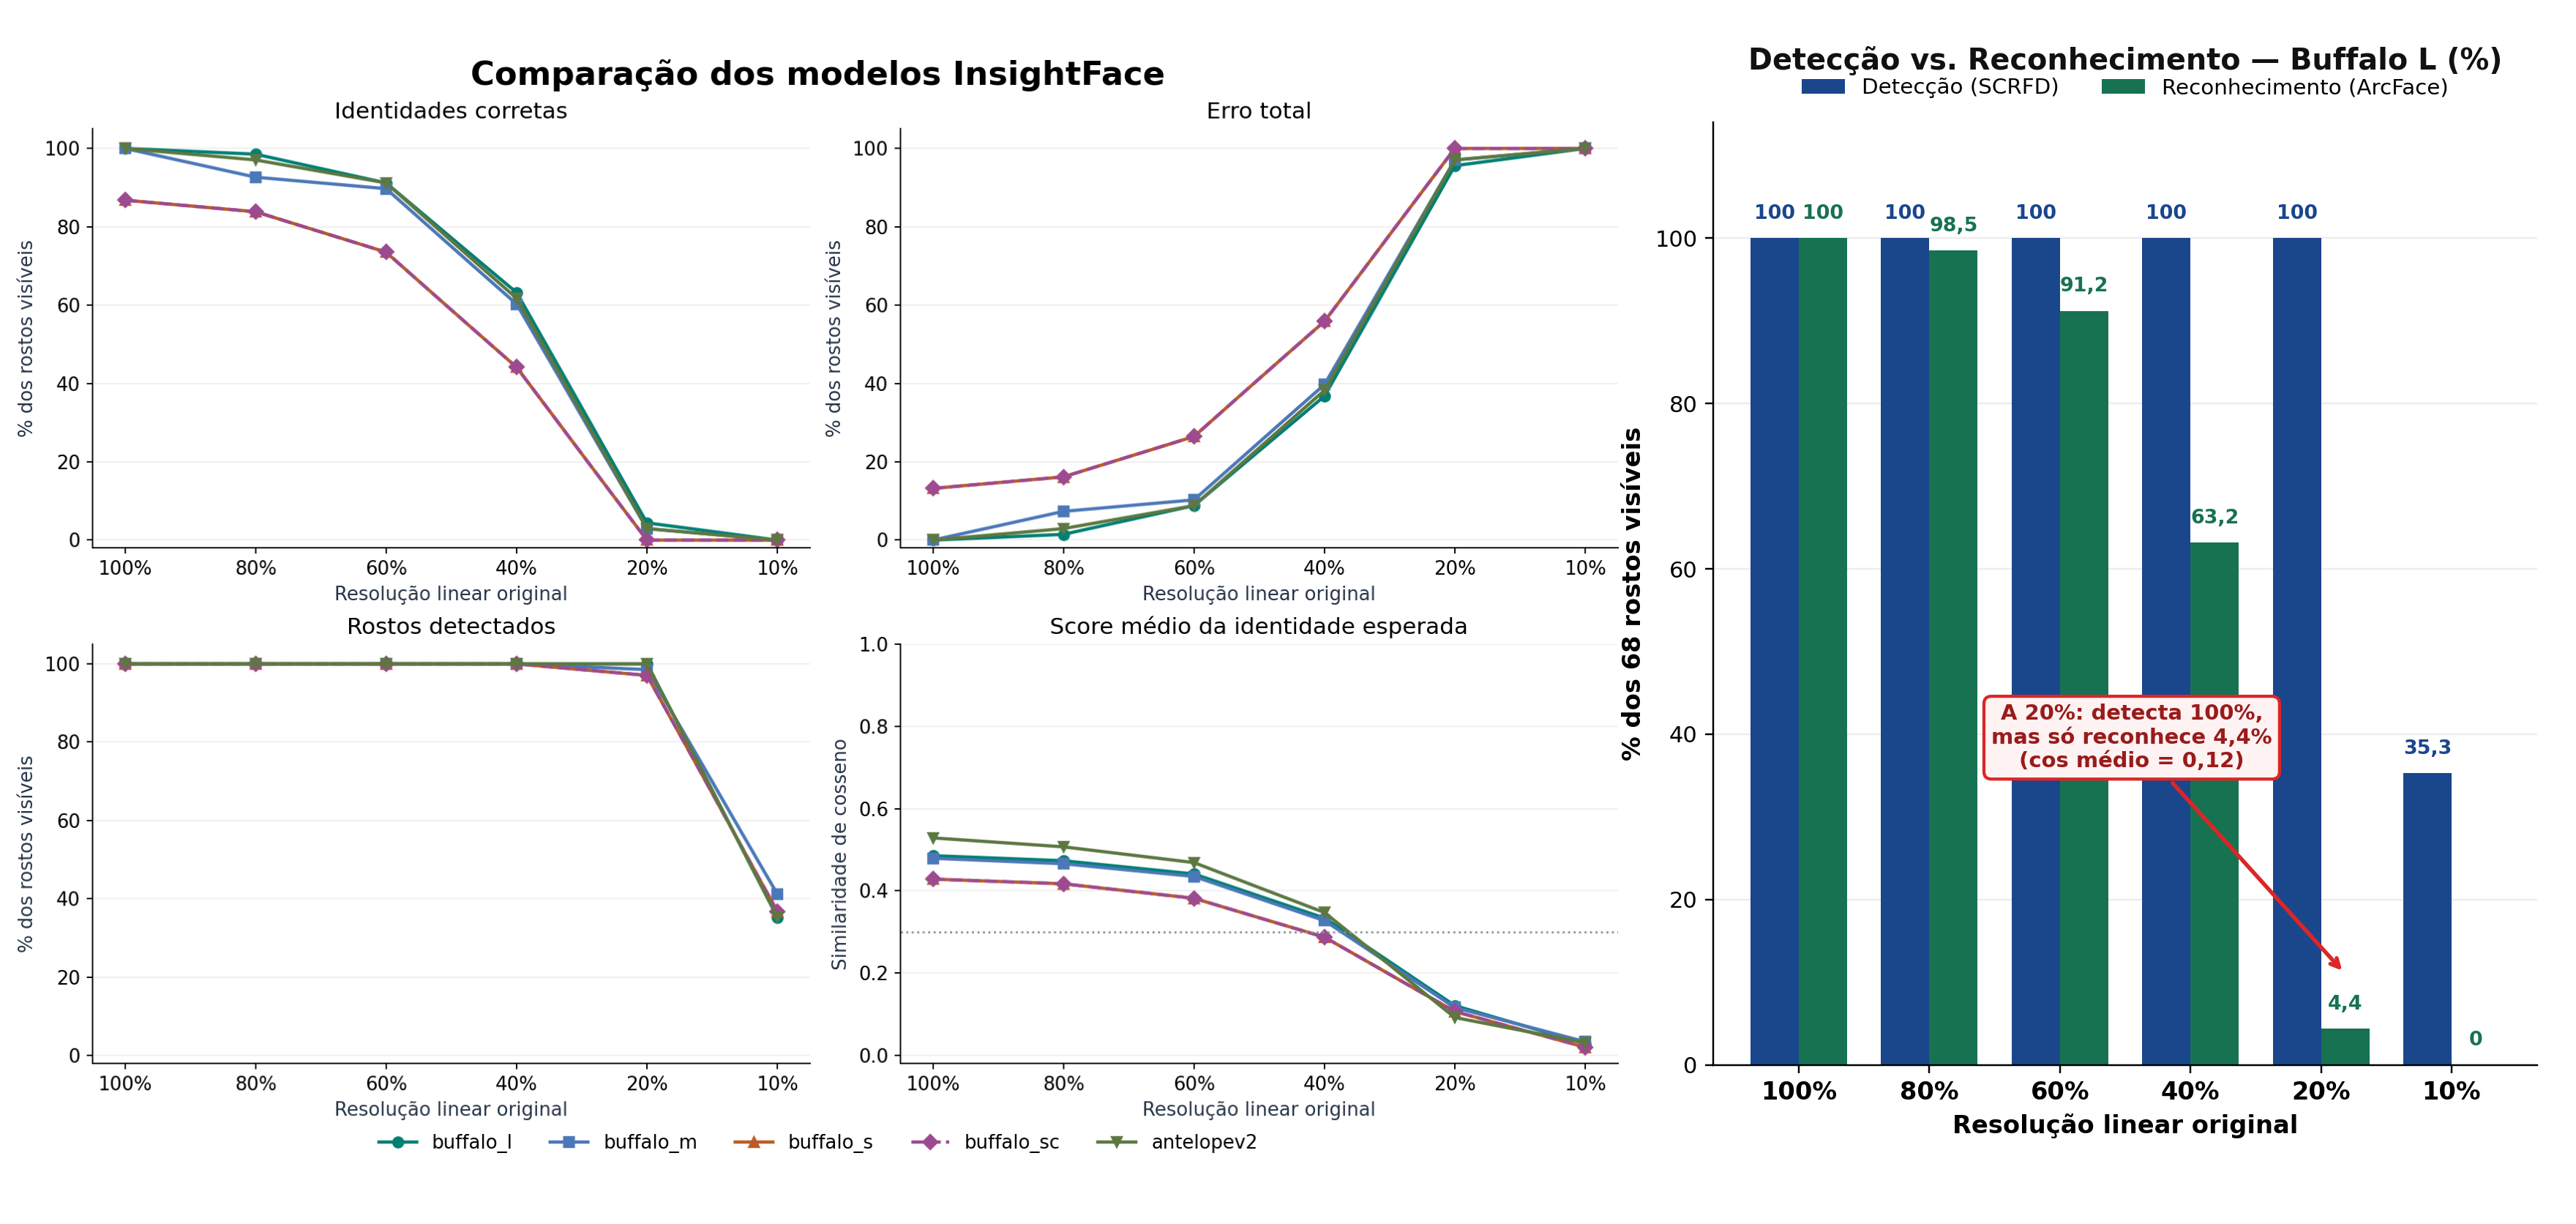 Comparação dos modelos InsightFace
Identidades corretas
% dos rostos visíveis
100
80
60
40
20
0
100%
80%
60%
40%
20%
10%
Resolução linear original
Erro total
% dos rostos visíveis
100
80
60
40
20
0
100%
80%
60%
40%
20%
10%
Resolução linear original
Rostos detectados
% dos rostos visíveis
100
80
60
40
20
0
100%
80%
60%
40%
20%
10%
Resolução linear original
Score médio da identidade esperada
Similaridade de cosseno
1.0
0.8
0.6
0.4
0.2
0.0
100%
80%
60%
40%
20%
10%
Resolução linear original
buffalo_l
buffalo_m
buffalo_s
buffalo_sc
antelopev2
Detecção vs. Reconhecimento — Buffalo L (%)
Detecção (SCRFD)
Reconhecimento (ArcFace)
% dos 68 rostos visíveis
100
80
60
40
20
0
100
100
100
98,5
100
91,2
100
63,2
100
4,4
35,3
0
A 20%: detecta 100%,
mas só reconhece 4,4%
(cos médio = 0,12)
100%
80%
60%
40%
20%
10%
Resolução linear original